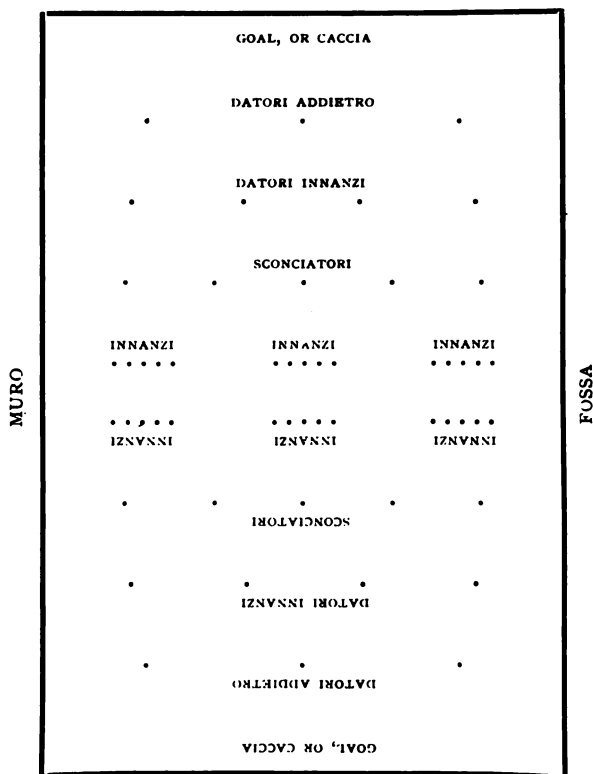 GOAL, OR CACCIA
DATORI ADDIETRO
DATORI INNANZI
SCONCIATORI
INNANZI INNANZI INNANZI
MURO
FOSSA
INNANZI INNANZI INNANZI
SCONCIATORI
DATORI INNANZI
DATORI ADDIETRO
GOAL, OR CACCIA